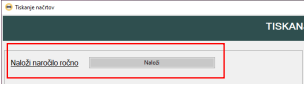 Tiskanje načrtov
TISKAN
Naloži naročilo ročno
Naloži